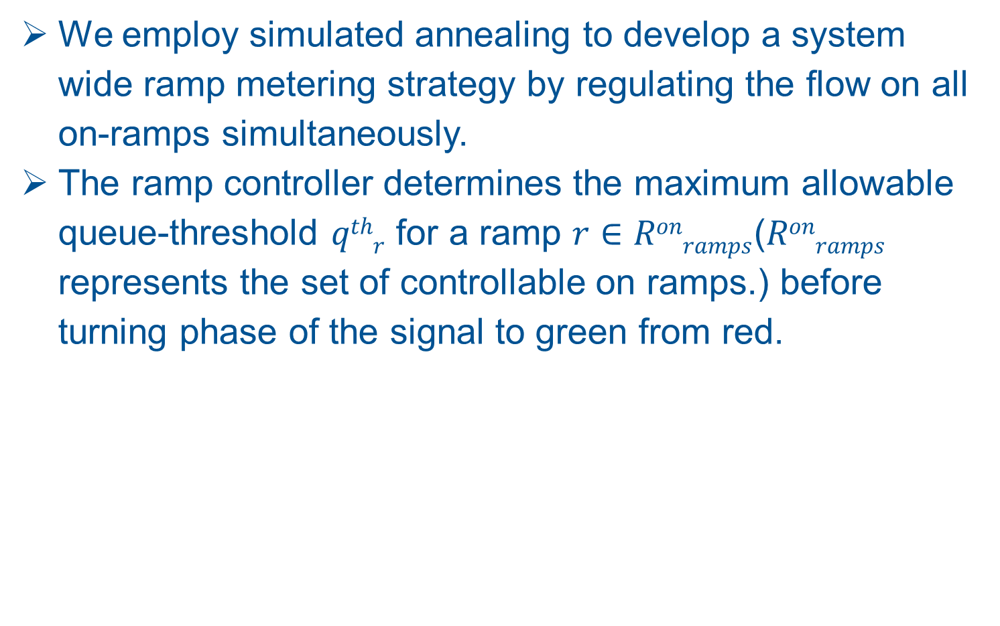 ➢ We employ simulated annealing to develop a system
wide ramp metering strategy by regulating the flow on all
on-ramps simultaneously.
➢ The ramp controller determines the maximum allowable
queue-threshold $q^{th}{}_{r}$ for a ramp $r \in R^{on}{}_{ramps}(R^{on}{}_{ramps}$
represents the set of controllable on ramps.) before
turning phase of the signal to green from red.